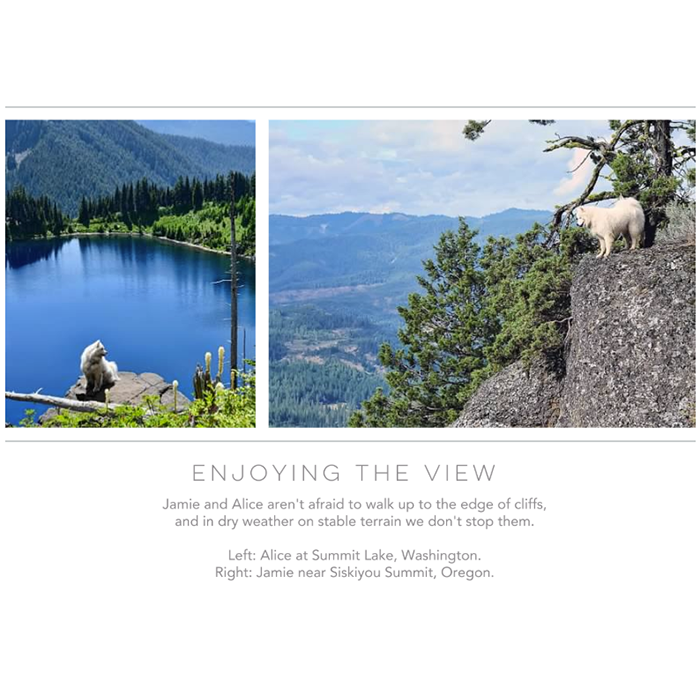 ENJOYING THE VIEW
Jamie and Alice aren't afraid to walk up to the edge of cliffs,
and in dry weather on stable terrain we don't stop them.
Left: Alice at Summit Lake, Washington.
Right: Jamie near Siskiyou Summit, Oregon.